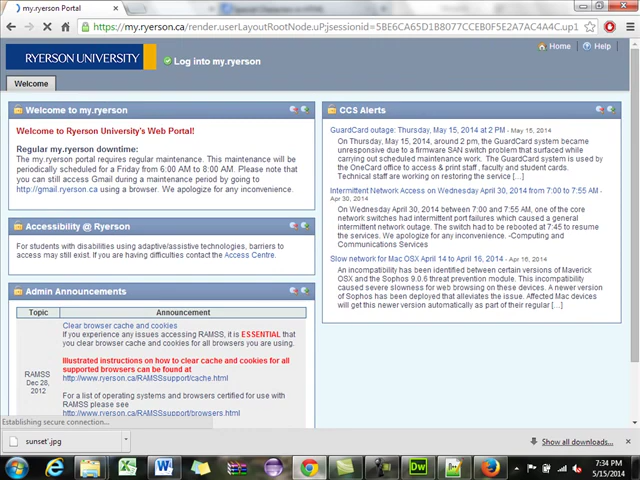 my.ryerson Portal
https://my.ryerson.ca/render.userLayoutRootNode.uPjsessionid=5BE6CA65D1B8077CCEB0F5E2A7AC4A4C.up1
RYERSON UNIVERSITY
Log into my.ryerson
Home
Help
Welcome
Welcome to my.ryerson
Welcome to Ryerson University's Web Portal!
Regular my.ryerson downtime:
The my.ryerson portal requires regular maintenance. This maintenance will be
periodically scheduled for a Friday from 6:00 AM to 8:00 AM. Please note that
you can still access Gmail during a maintenance period by going to
http://gmail.ryerson.ca using a browser. We apologize for any inconvenience.
Accessibility @ Ryerson
For students with disabilities using adaptive/assistive technologies, barriers to
access may still exist. If you are having difficulties contact the Access Centre.
Admin Announcements
Topic
Announcement
RAMSS
Dec 28,
2012
Clear browser cache and cookies
If you experience any issues accessing RAMSS, it is ESSENTIAL that
you clear browser cache and cookies for all browsers you are using.
Illustrated instructions on how to clear cache and cookies for all
supported browsers can be found at
http://www.ryerson.ca/RAMSSsupport/cache.html
For a list of operating systems and browsers certified for use with
RAMSS please see
http://www.ryerson.ca/RAMSSsupport/browsers.html
CCS Alerts
GuardCard outage: Thursday, May 15, 2014 at 2 PM - May 15, 2014
On Thursday, May 15, 2014, around 2 pm, the GuardCard system became
unresponsive due to a firmware SAN switch problem that surfaced while
carrying out scheduled maintenance work. The GuardCard system is used by
the OneCard office to access & print staff , faculty and student cards.
Technical staff are working on restoring the service [...]
Intermittent Network Access on Wednesday April 30, 2014 from 7:00 to 7:55 AM -
Apr 30, 2014
On Wednesday April 30, 2014 between 7:00 and 7:55 AM, one of the core
network switches had intermittent port failures which caused a general
intermittent network outage. The switch had to be rebooted at 7:45 to resume
the services. We apologize for any inconvenience. -Computing and
Communications Services
Slow network for Mac OSX April 14 to April 16, 2014 - Apr 16, 2014
An incompatibility has been identified between certain versions of Maverick
OSX and the Sophos 9.0.6 threat prevention module. This incompatibility
caused severe slowness for web browsing on these devices. A newer version
of Sophos has been deployed that alleviates the issue. Affected Mac devices
will get this newer version automatically as part of their regular [...]
Establishing secure connection...
sunset'.jpg
Show all downloads...
7:34 PM
5/15/2014